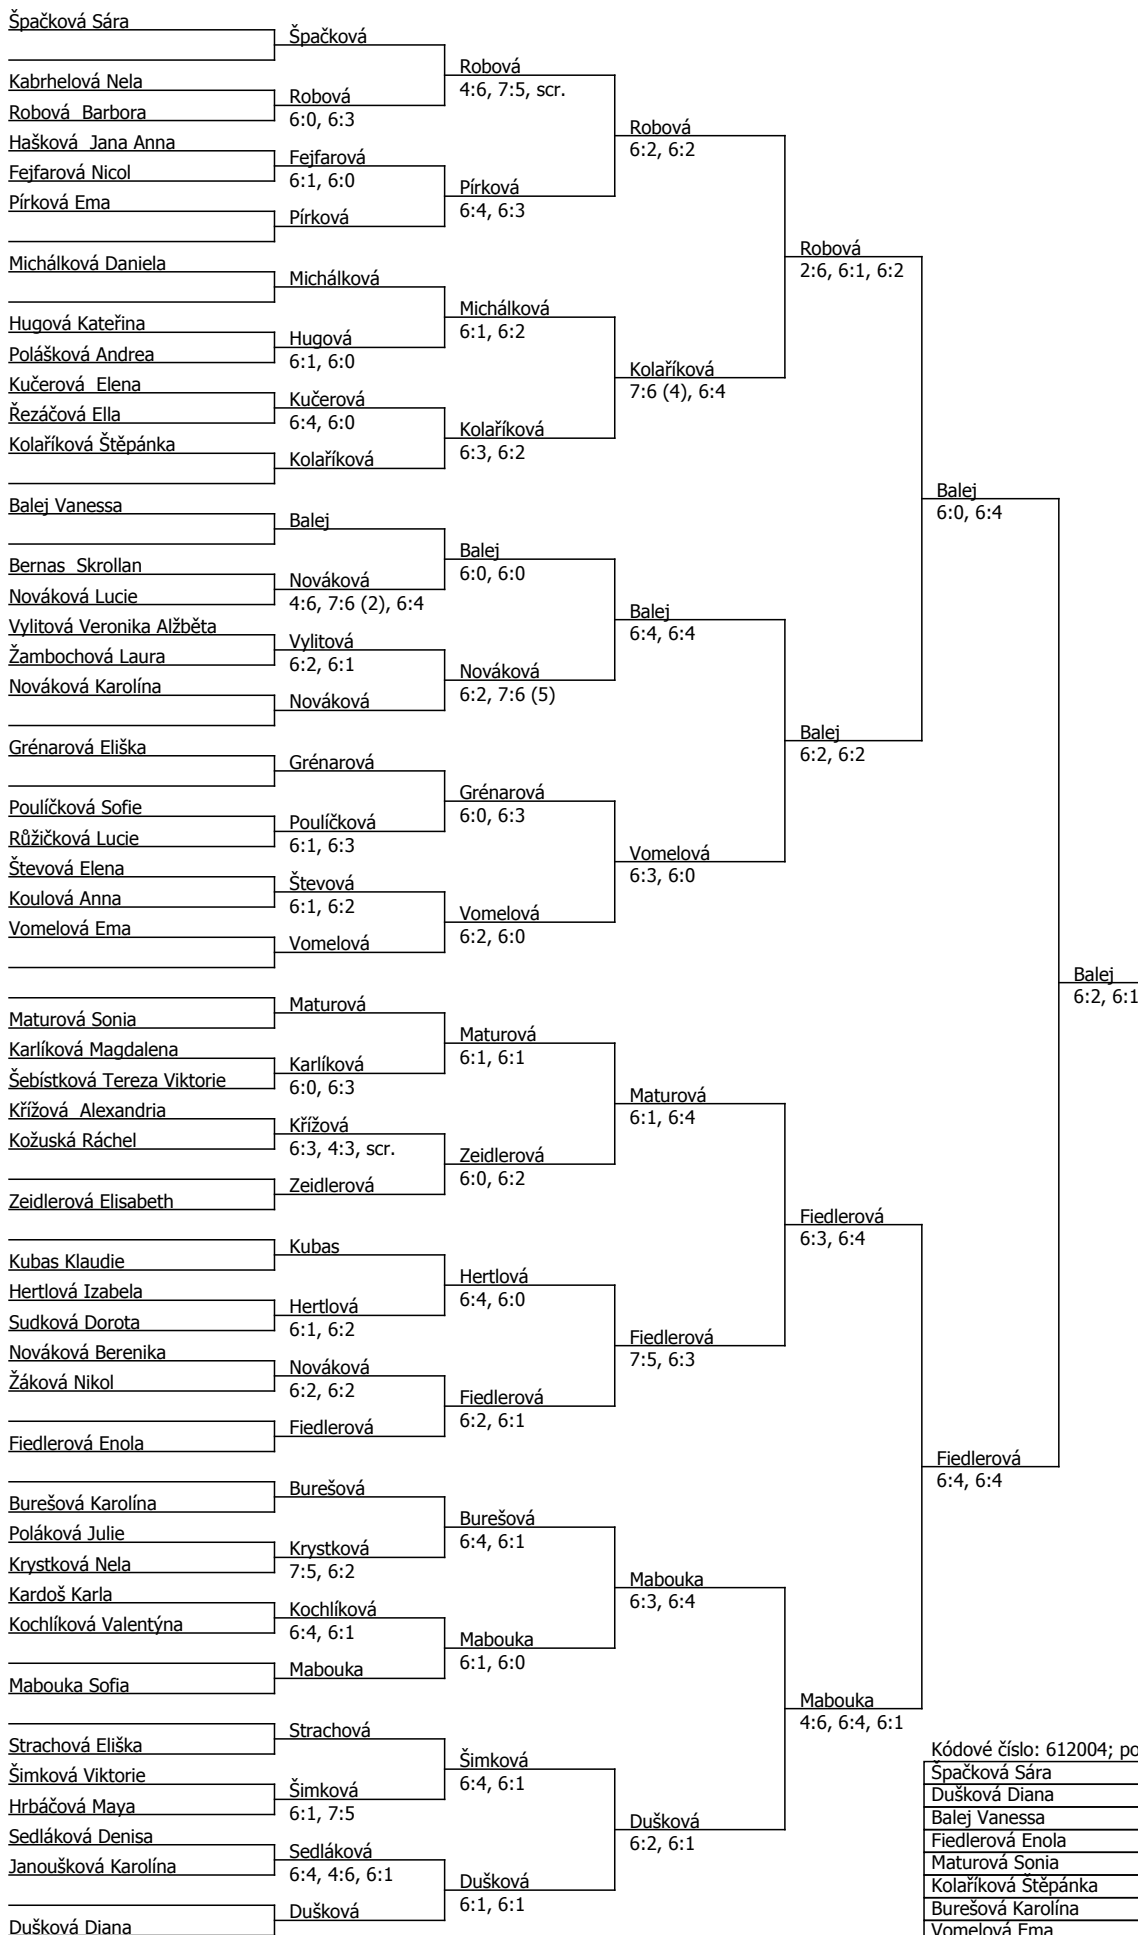 Špačková Sára
Kabrhelová Nela
Robová  Barbora
Hašková  Jana Anna
Fejfarová Nicol
Pírková Ema
Michálková Daniela
Hugová Kateřina
Polášková Andrea
Kučerová  Elena
Řezáčová Ella
Kolaříková Štěpánka
Balej Vanessa
Bernas  Skrollan
Nováková Lucie
Vylitová Veronika Alžběta
Žambochová Laura
Nováková Karolína
Grénarová Eliška
Poulíčková Sofie
Růžičková Lucie
Števová Elena
Koulová Anna
Vomelová Ema
Maturová Sonia
Karlíková Magdalena
Šebístková Tereza Viktorie
Křížová  Alexandria
Kožuská Ráchel
Zeidlerová Elisabeth
Kubas Klaudie
Hertlová Izabela
Sudková Dorota
Nováková Berenika
Žáková Nikol
Fiedlerová Enola
Burešová Karolína
Poláková Julie
Krystková Nela
Kardoš Karla
Kochlíková Valentýna
Mabouka Sofia
Strachová Eliška
Šimková Viktorie
Hrbáčová Maya
Sedláková Denisa
Janoušková Karolína
Dušková Diana
Špačková
Robová
6:0, 6:3
Fejfarová
6:1, 6:0
Pírková
Michálková
Hugová
6:1, 6:0
Kučerová
6:4, 6:0
Kolaříková
Balej
Nováková
4:6, 7:6 (2), 6:4
Vylitová
6:2, 6:1
Nováková
Grénarová
Poulíčková
6:1, 6:3
Števová
6:1, 6:2
Vomelová
Maturová
Karlíková
6:0, 6:3
Křížová
6:3, 4:3, scr.
Zeidlerová
Kubas
Hertlová
6:1, 6:2
Nováková
6:2, 6:2
Fiedlerová
Burešová
Krystková
7:5, 6:2
Kochlíková
6:4, 6:1
Mabouka
Strachová
Šimková
6:1, 7:5
Sedláková
6:4, 4:6, 6:1
Dušková
Robová
4:6, 7:5, scr.
Pírková
6:4, 6:3
Michálková
6:1, 6:2
Kolaříková
6:3, 6:2
Balej
6:0, 6:0
Nováková
6:2, 7:6 (5)
Grénarová
6:0, 6:3
Vomelová
6:2, 6:0
Maturová
6:1, 6:1
Zeidlerová
6:0, 6:2
Hertlová
6:4, 6:0
Fiedlerová
6:2, 6:1
Burešová
6:4, 6:1
Mabouka
6:1, 6:0
Šimková
6:4, 6:1
Dušková
6:1, 6:1
Robová
6:2, 6:2
Kolaříková
7:6 (4), 6:4
Balej
6:4, 6:4
Vomelová
6:3, 6:0
Maturová
6:1, 6:4
Fiedlerová
7:5, 6:3
Mabouka
6:3, 6:4
Dušková
6:2, 6:1
Robová
2:6, 6:1, 6:2
Balej
6:2, 6:2
Fiedlerová
6:3, 6:4
Mabouka
4:6, 6:4, 6:1
Balej
6:0, 6:4
Fiedlerová
6:4, 6:4
Balej
6:2, 6:1
Kódové číslo: 612004; po
Špačková Sára
Dušková Diana
Balej Vanessa
Fiedlerová Enola
Maturová Sonia
Kolaříková Štěpánka
Burešová Karolína
Vomelová Ema